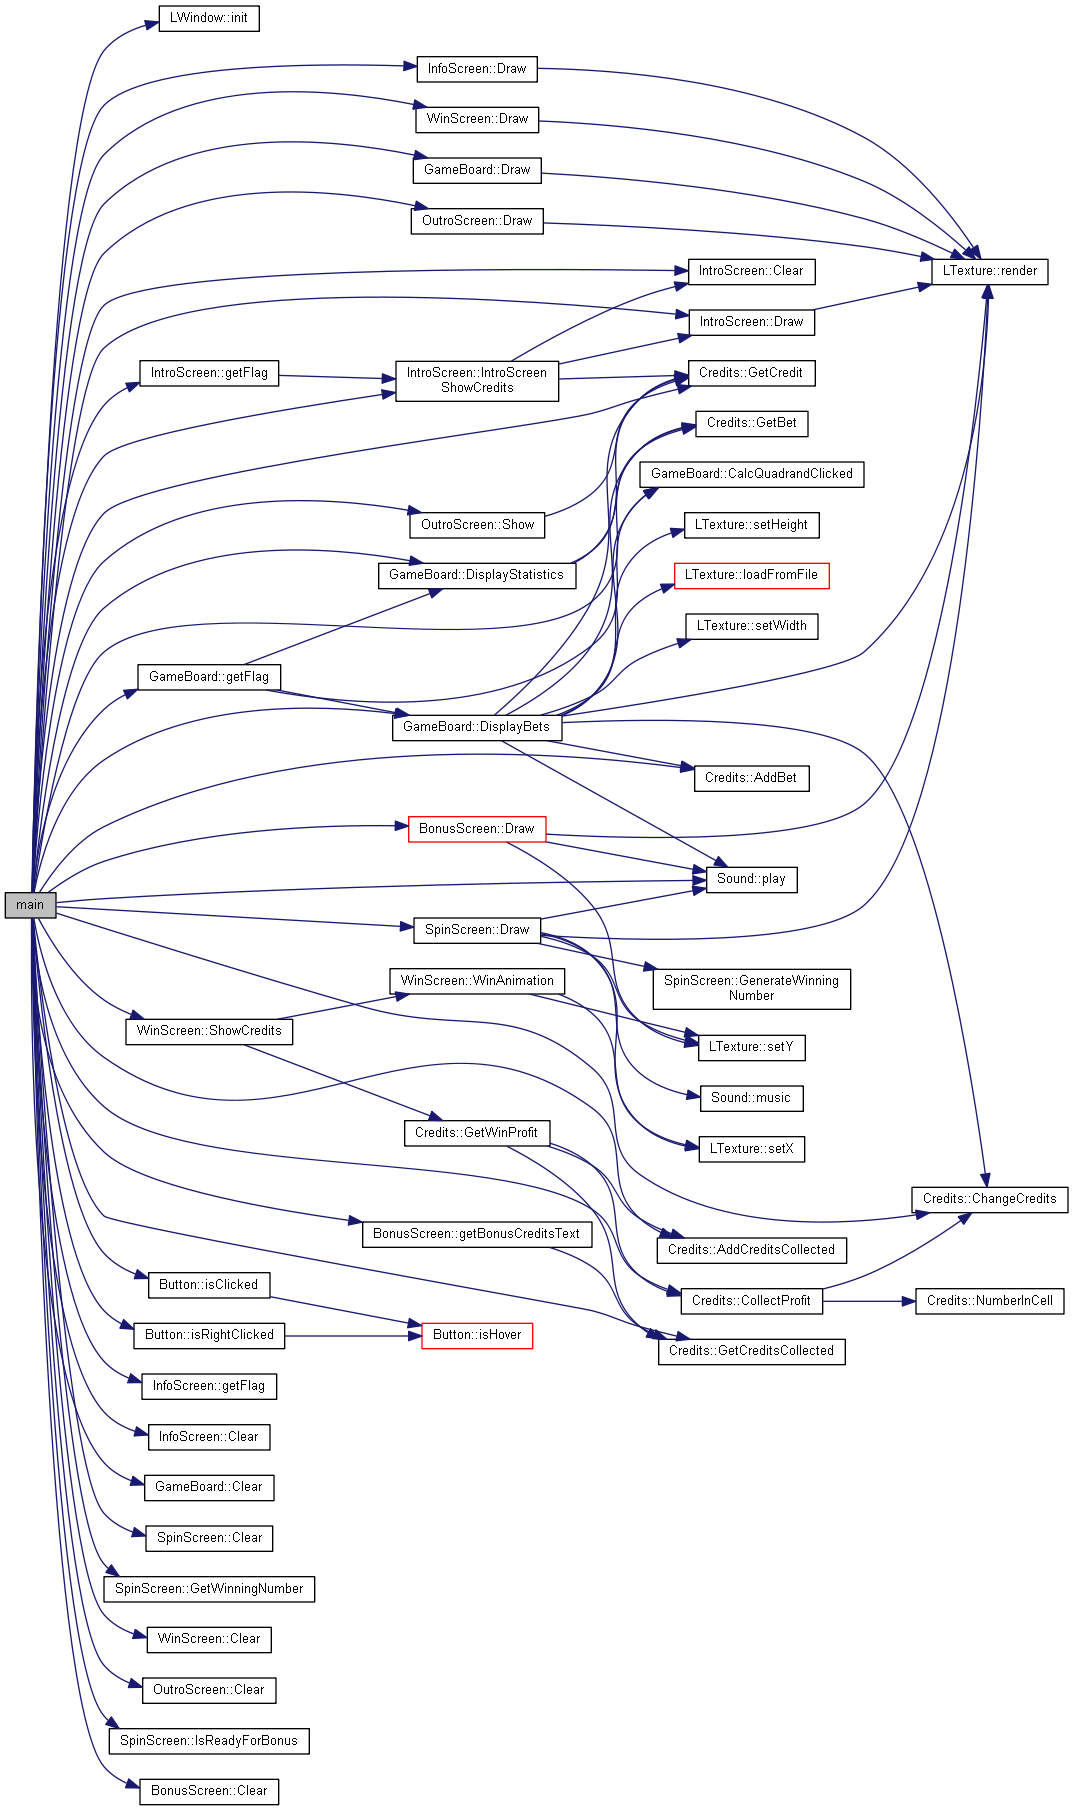 LWindow::init
InfoScreen::Draw
WinScreen::Draw
GameBoard::Draw
OutroScreen::Draw
IntroScreen::Clear
LTexture::render
IntroScreen::Draw
IntroScreen::getFlag
IntroScreen::IntroScreen
ShowCredits
Credits::GetCredit
Credits::GetBet
GameBoard::CalcQuadrandClicked
OutroScreen::Show
LTexture::setHeight
GameBoard::DisplayStatistics
LTexture::loadFromFile
LTexture::setWidth
GameBoard::getFlag
GameBoard::DisplayBets
Credits::AddBet
BonusScreen::Draw
Sound::play
main
SpinScreen::Draw
WinScreen::WinAnimation
SpinScreen::GenerateWinning
Number
WinScreen::ShowCredits
LTexture::setY
Sound::music
Credits::GetWinProfit
LTexture::setX
Credits::ChangeCredits
BonusScreen::getBonusCreditsText
Credits::AddCreditsCollected
Button::isClicked
Credits::CollectProfit
Credits::NumberInCell
Button::isRightClicked
Button::isHover
Credits::GetCreditsCollected
InfoScreen::getFlag
InfoScreen::Clear
GameBoard::Clear
SpinScreen::Clear
SpinScreen::GetWinningNumber
WinScreen::Clear
OutroScreen::Clear
SpinScreen::IsReadyForBonus
BonusScreen::Clear